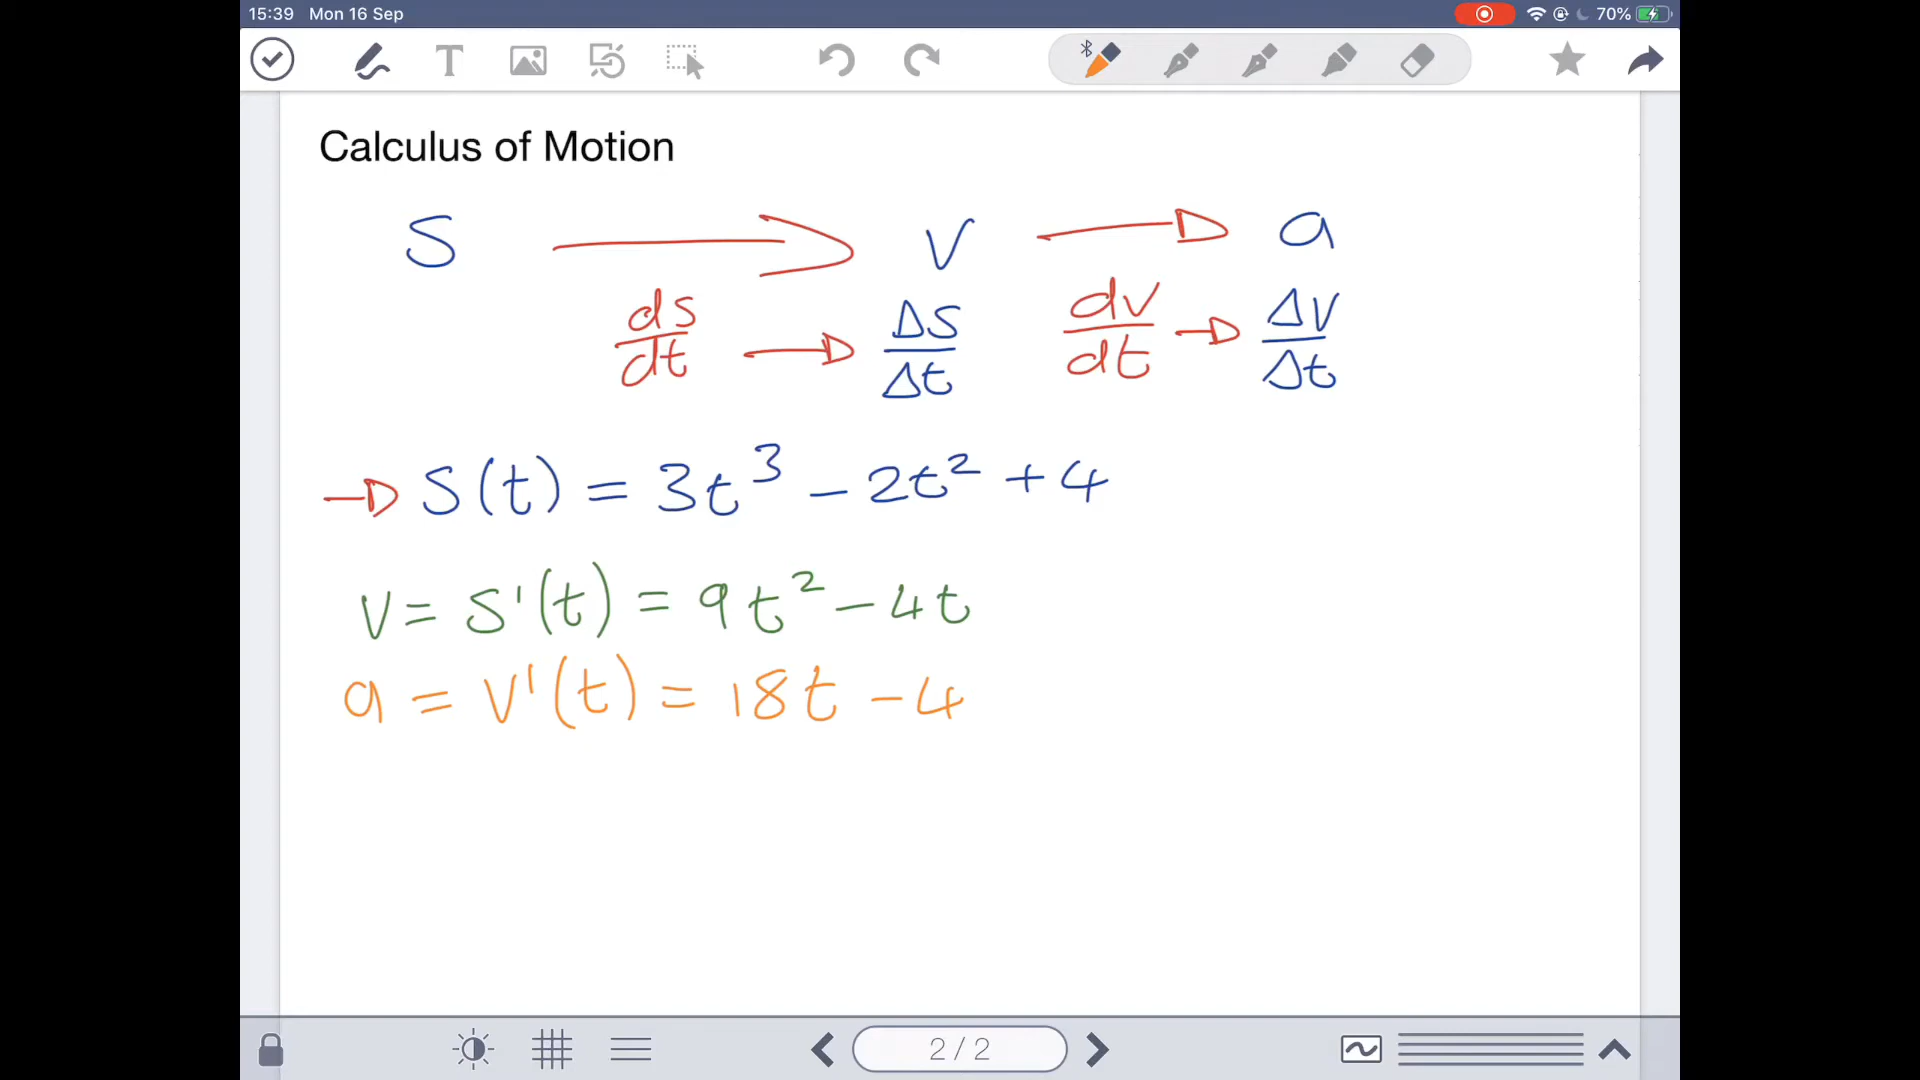 15:39 Mon 16 Sep 70%
T
Calculus of Motion
S → V → a
ds/dt → Δs/Δt dv/dt → Δv/Δt
→ S(t) = 3t³ - 2t² + 4
V = S'(t) = 9t² - 4t
a = V'(t) = 18t - 4
2 / 2